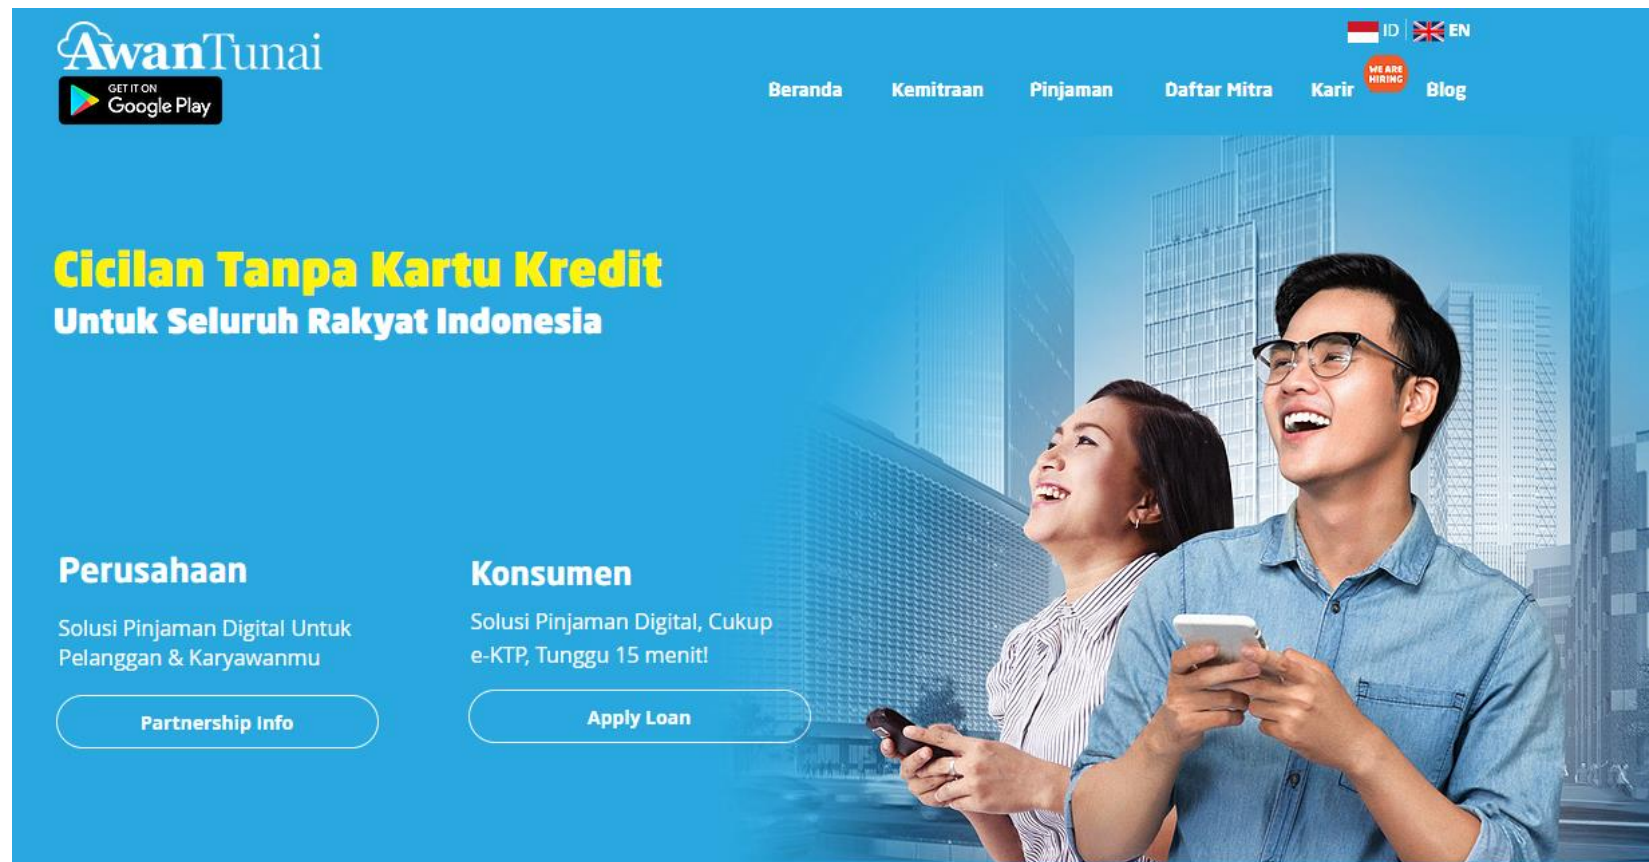 AwanTunai
GET IT ON
Google Play
ID EN
Beranda Kemitraan Pinjaman Daftar Mitra Karir Blog
WE ARE
HIRING
Cicilan Tanpa Kartu Kredit
Untuk Seluruh Rakyat Indonesia
Perusahaan
Solusi Pinjaman Digital Untuk
Pelanggan & Karyawanmu
Partnership Info
Konsumen
Solusi Pinjaman Digital, Cukup
e-KTP, Tunggu 15 menit!
Apply Loan